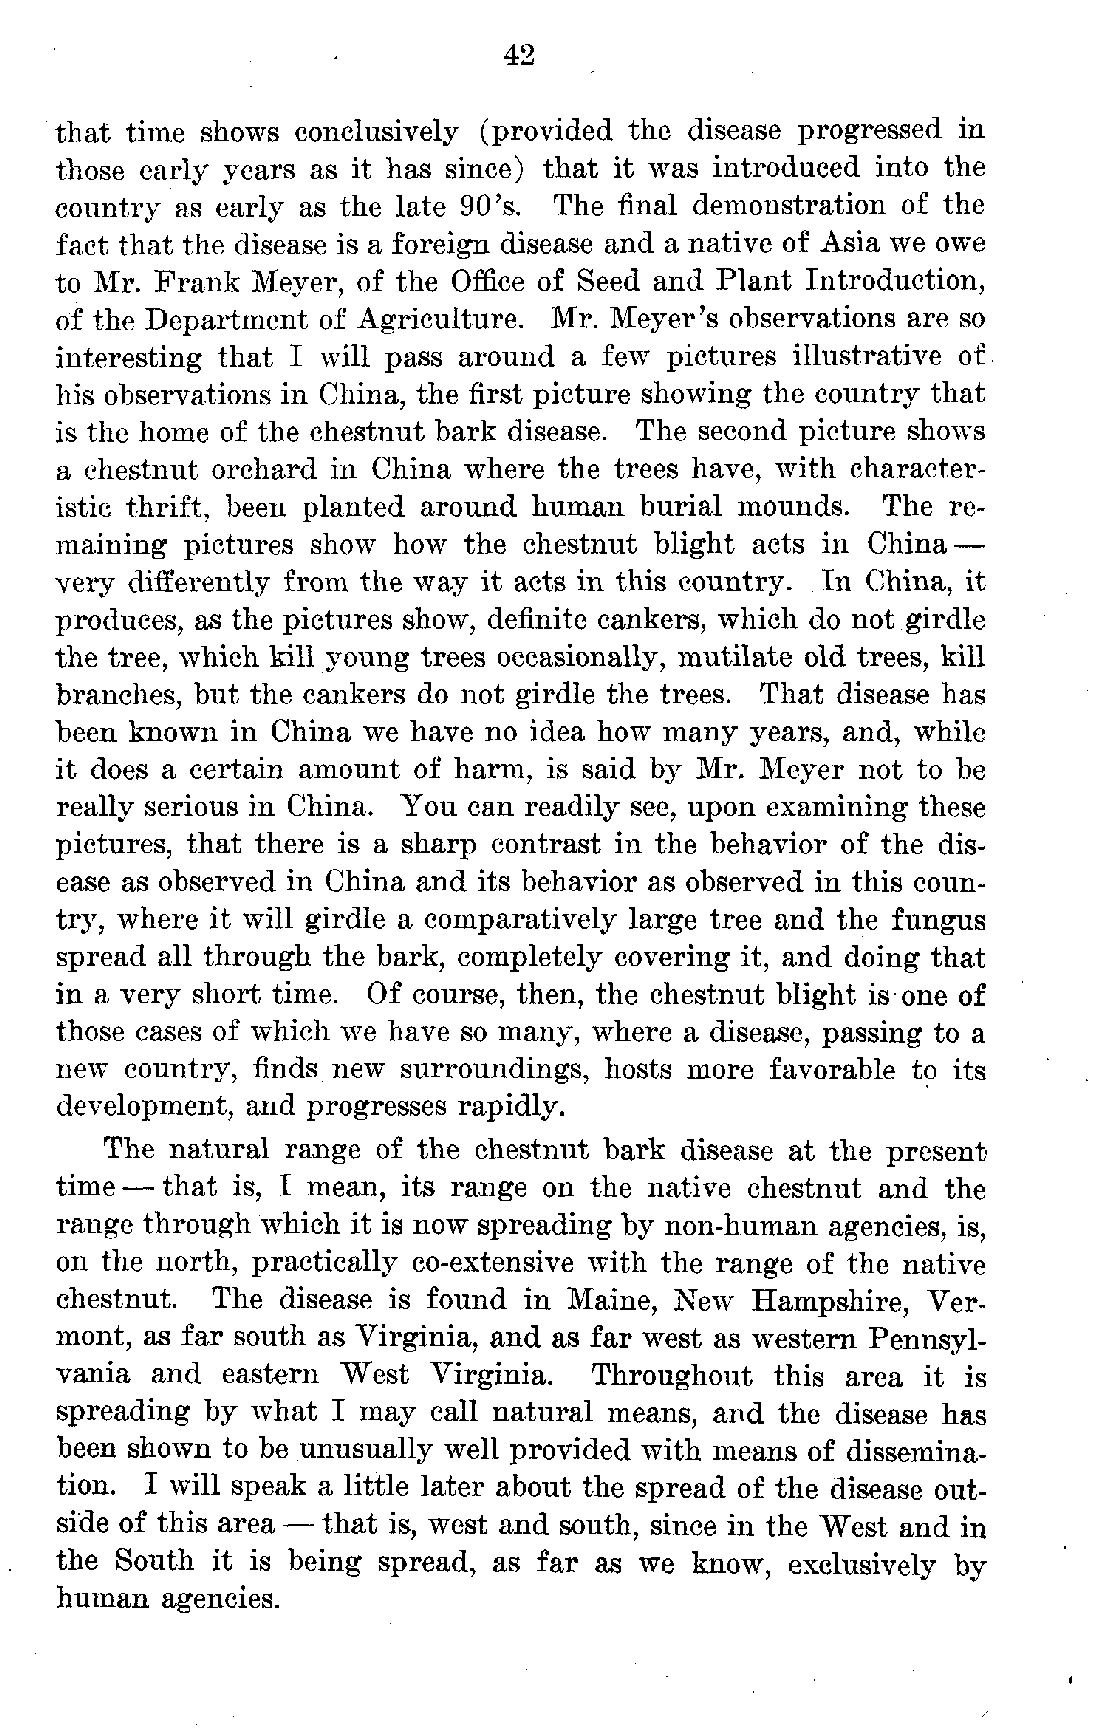 42
that time shows conclusively (provided the disease progressed in
those early years as it has since) that it was introduced into the
country as early as the late 90's. The final demonstration of the
fact that the disease is a foreign disease and a native of Asia we owe
to Mr. Frank Meyer, of the Office of Seed and Plant Introduction,
of the Department of Agriculture. Mr. Meyer's observations are so
interesting that I will pass around a few pictures illustrative of
his observations in China, the first picture showing the country that
is the home of the chestnut bark disease. The second picture shows
a chestnut orchard in China where the trees have, with character-
istic thrift, been planted around human burial mounds. The re-
maining pictures show how the chestnut blight acts in China—
very differently from the way it acts in this country. In China, it
produces, as the pictures show, definite cankers, which do not girdle
the tree, which kill young trees occasionally, mutilate old trees, kill
branches, but the cankers do not girdle the trees. That disease has
been known in China we have no idea how many years, and, while
it does a certain amount of harm, is said by Mr. Meyer not to be
really serious in China. You can readily see, upon examining these
pictures, that there is a sharp contrast in the behavior of the dis-
ease as observed in China and its behavior as observed in this coun-
try, where it will girdle a comparatively large tree and the fungus
spread all through the bark, completely covering it, and doing that
in a very short time. Of course, then, the chestnut blight is one of
those cases of which we have so many, where a disease, passing to a
new country, finds new surroundings, hosts more favorable to its
development, and progresses rapidly.
The natural range of the chestnut bark disease at the present
time — that is, I mean, its range on the native chestnut and the
range through which it is now spreading by non-human agencies, is,
on the north, practically co-extensive with the range of the native
chestnut. The disease is found in Maine, New Hampshire, Ver-
mont, as far south as Virginia, and as far west as western Pennsyl-
vania and eastern West Virginia. Throughout this area it is
spreading by what I may call natural means, and the disease has
been shown to be unusually well provided with means of dissemina-
tion. I will speak a little later about the spread of the disease out-
side of this area — that is, west and south, since in the West and in
the South it is being spread, as far as we know, exclusively by
human agencies.